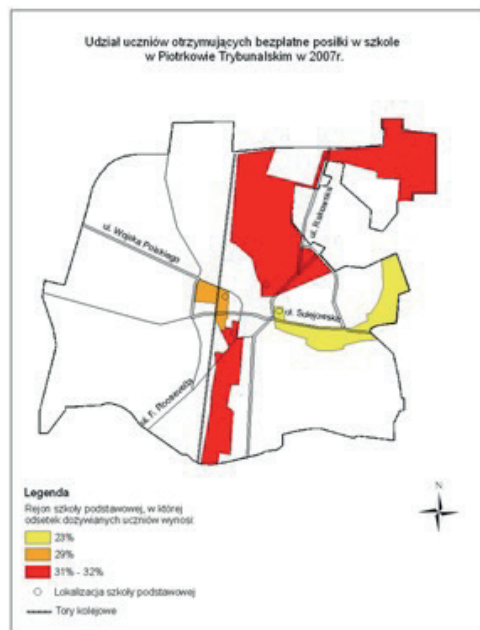 Udział uczniów otrzymujących bezpłatne posiłki w szkole
w Piotrkowie Trybunalskim w 2007r.
ul. Wojska Polskiego
ul. Rakowska
ul. Sulejowska
ul. F. Roosevelta
N
Legenda
Rejon szkoły podstawowej, w której
odsetek dożywianych uczniów wynosi:
23%
29%
31% - 32%
Lokalizacja szkoły podstawowej
Tory kolejowe